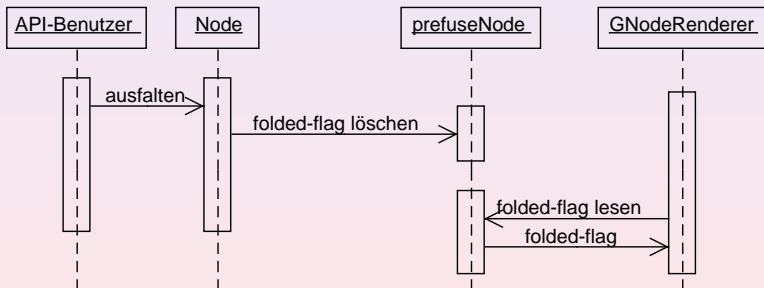 API-Benutzer
Node
prefuseNode
GNodeRenderer
ausfalten
folded-flag löschen
folded-flag lesen
folded-flag